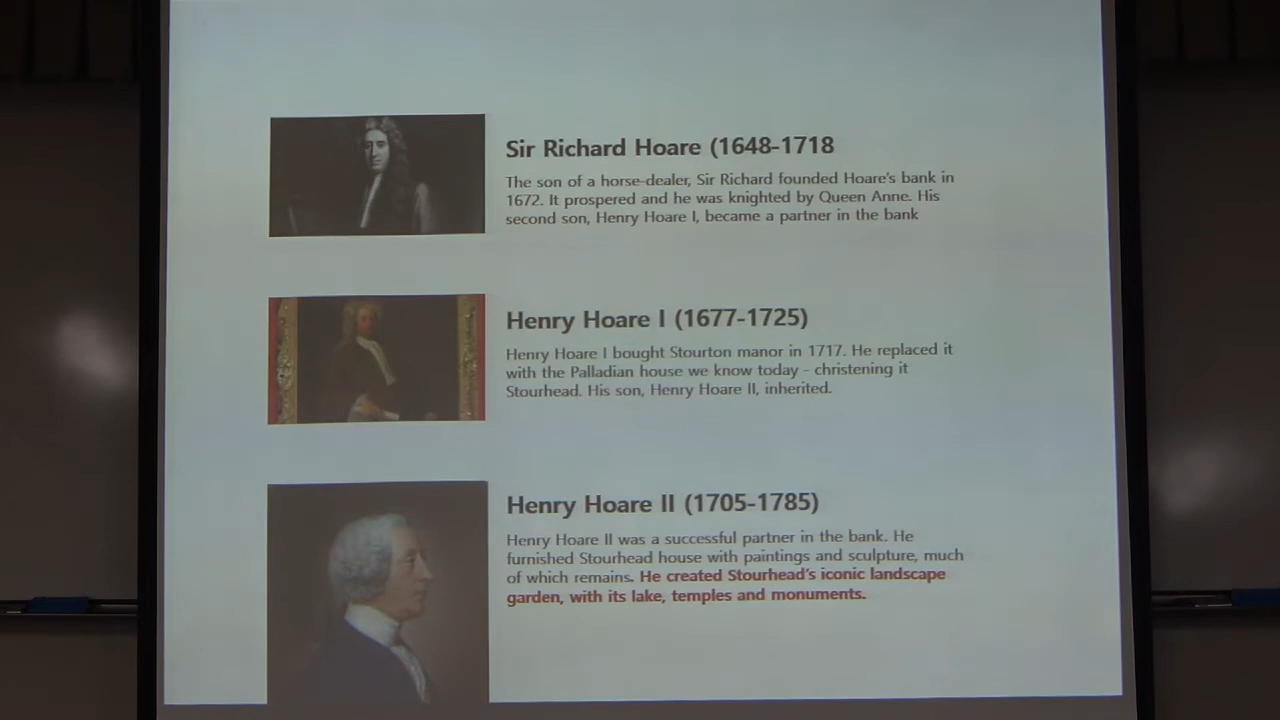 Sir Richard Hoare (1648-1718
The son of a horse-dealer, Sir Richard founded Hoare's bank in
1672. It prospered and he was knighted by Queen Anne. His
second son, Henry Hoare I, became a partner in the bank
Henry Hoare I (1677-1725)
Henry Hoare I bought Stourton manor in 1717. He replaced it
with the Palladian house we know today - christening it
Stourhead. His son, Henry Hoare II, inherited.
Henry Hoare II (1705-1785)
Henry Hoare II was a successful partner in the bank. He
furnished Stourhead house with paintings and sculpture, much
of which remains. He created Stourhead's iconic landscape
garden, with its lake, temples and monuments.